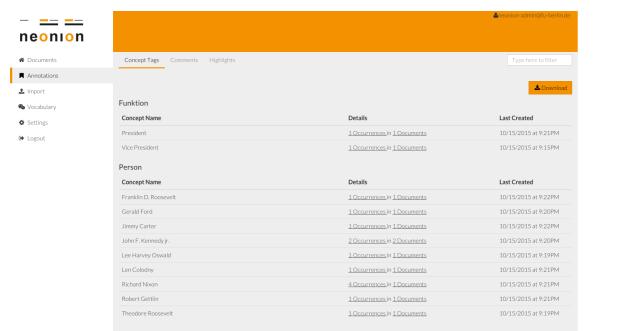 neonion
neonion-admin@fu-berlin.de
Documents
Annotations
Import
Vocabulary
Settings
Logout
Concept Tags Comments Highlights Type here to filter
Download
Funktion
Concept Name Details Last Created
President 1 Occurrences in 1 Documents 10/15/2015 at 9:21PM
Vice President 1 Occurrences in 1 Documents 10/15/2015 at 9:15PM
Person
Concept Name Details Last Created
Franklin D. Roosevelt 1 Occurrences in 1 Documents 10/15/2015 at 9:22PM
Gerald Ford 1 Occurrences in 1 Documents 10/15/2015 at 9:20PM
Jimmy Carter 1 Occurrences in 1 Documents 10/15/2015 at 9:22PM
John F. Kennedy jr. 2 Occurrences in 2 Documents 10/15/2015 at 9:20PM
Lee Harvey Oswald 1 Occurrences in 1 Documents 10/15/2015 at 9:19PM
Len Colodny 1 Occurrences in 1 Documents 10/15/2015 at 9:21PM
Richard Nixon 4 Occurrences in 1 Documents 10/15/2015 at 9:21PM
Robert Gettlin 1 Occurrences in 1 Documents 10/15/2015 at 9:21PM
Theodore Roosevelt 1 Occurrences in 1 Documents 10/15/2015 at 9:19PM